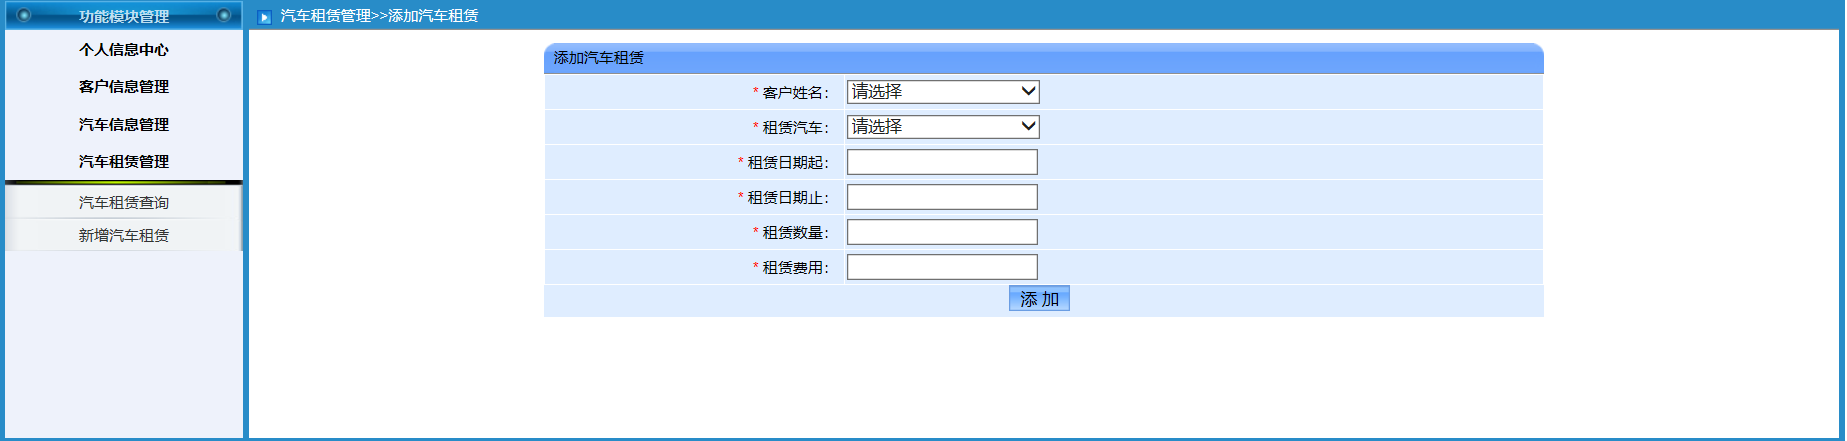 功能模块管理
个人信息中心
客户信息管理
汽车信息管理
汽车租赁管理
汽车租赁查询
新增汽车租赁
汽车租赁管理>>添加汽车租赁
添加汽车租赁
* 客户姓名: 请选择
* 租赁汽车: 请选择
* 租赁日期起:
* 租赁日期止:
* 租赁数量:
* 租赁费用:
添 加